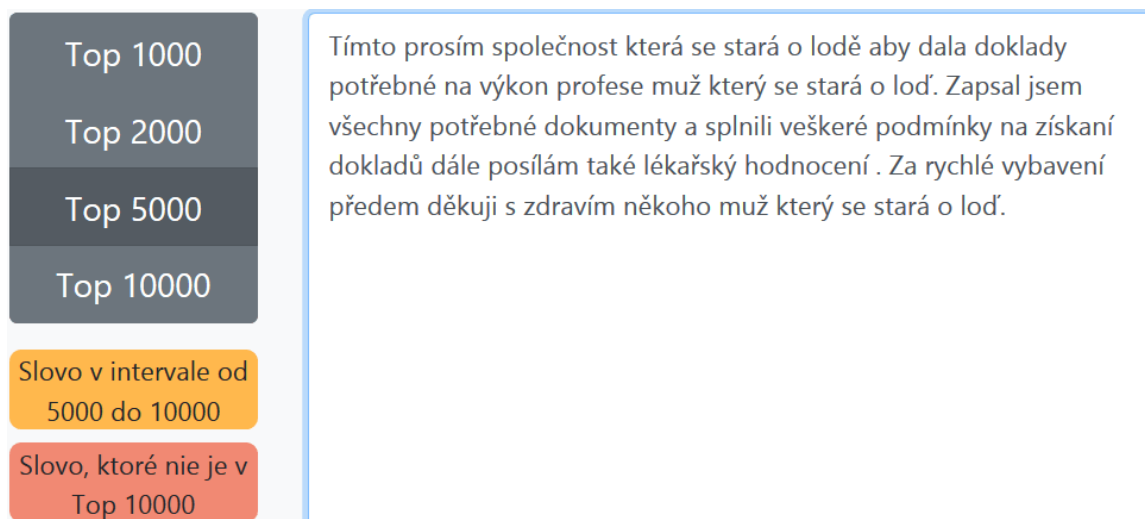 Top 1000
Top 2000
Top 5000
Top 10000
Slovo v intervale od
5000 do 10000
Slovo, ktoré nie je v
Top 10000
Tímto prosím společnost která se stará o lodě aby dala doklady
potřebné na výkon profese muž který se stará o loď. Zapsal jsem
všechny potřebné dokumenty a splnili veškeré podmínky na získaní
dokladů dále posílám také lékařský hodnocení . Za rychlé vybavení
předem děkuji s zdravím někoho muž který se stará o loď.